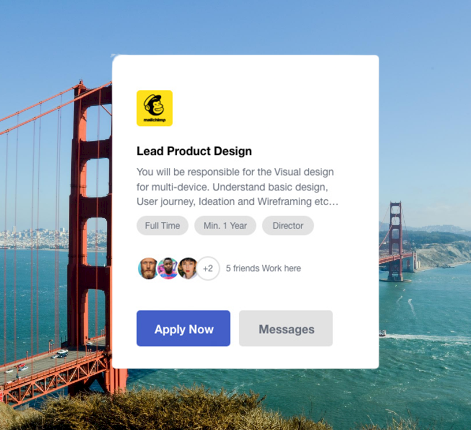 mailchimp
Lead Product Design
You will be responsible for the Visual design
for multi-device. Understand basic design,
User journey, Ideation and Wireframing etc...
Full Time Min. 1 Year Director
+2 5 friends Work here
Apply Now Messages